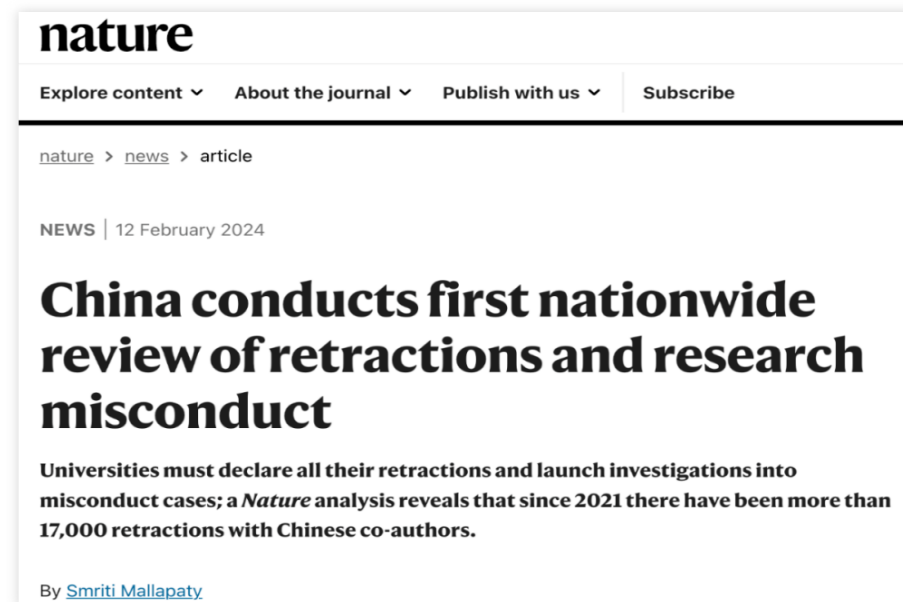 nature
Explore content About the journal Publish with us Subscribe
nature > news > article
NEWS | 12 February 2024
China conducts first nationwide
review of retractions and research
misconduct
Universities must declare all their retractions and launch investigations into
misconduct cases; a Nature analysis reveals that since 2021 there have been more than
17,000 retractions with Chinese co-authors.
By Smriti Mallapaty